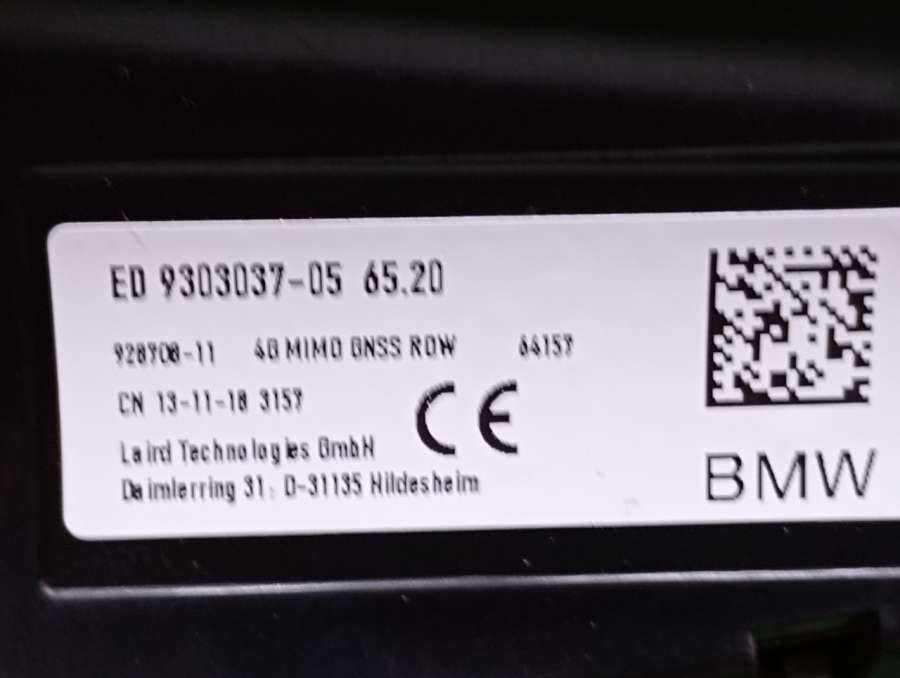 ED 9303037-05 65.20
928708-11 4G MIMO GNSS ROW 64157
CN 13-11-18 3157
CE
Laird Technologies GmbH
Daimlerring 31, D-31135 Hildesheim
BMW